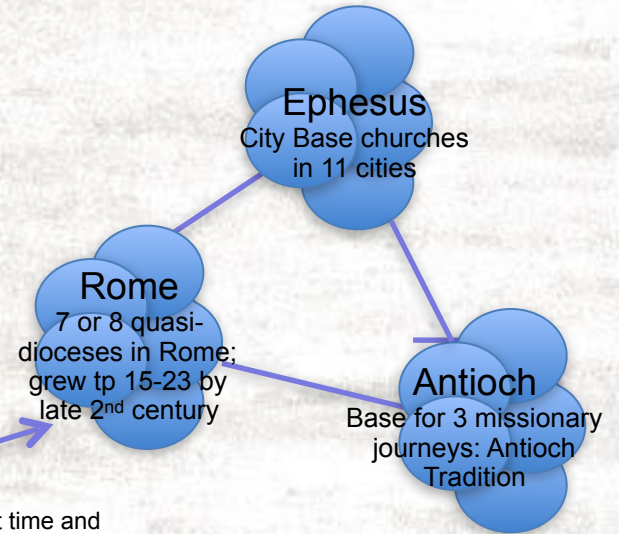 Ephesus
City Base churches
in 11 cities
Rome
7 or 8 quasi-
dioceses in Rome;
grew tp 15-23 by
late 2nd century
Antioch
Base for 3 missionary
journeys: Antioch
Tradition
t time and